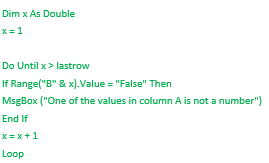 Dim x As Double
x = 1
Do Until x > lastrow
If Range("B" & x).Value = "False" Then
MsgBox ("One of the values in column A is not a number")
End If
x = x + 1
Loop